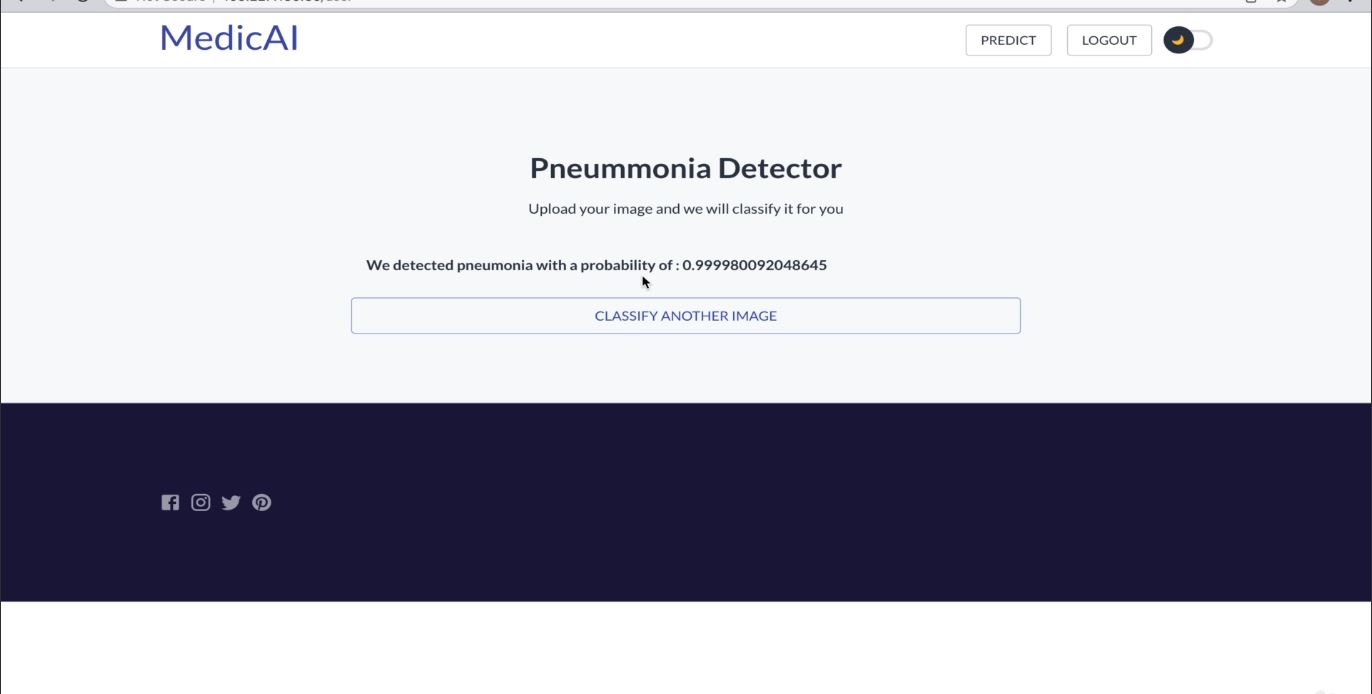 MedicAI
PREDICT
LOGOUT
Pneummonia Detector
Upload your image and we will classify it for you
We detected pneumonia with a probability of : 0.999980092048645
CLASSIFY ANOTHER IMAGE